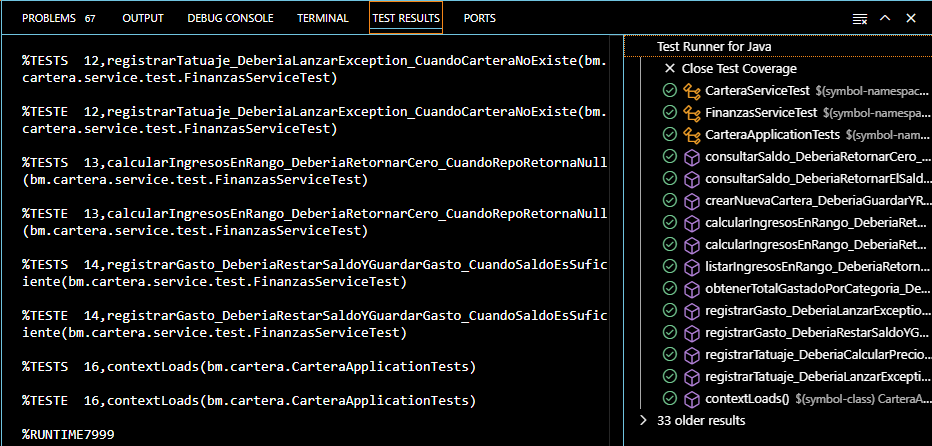 PROBLEMS 67 OUTPUT DEBUG CONSOLE TERMINAL TEST RESULTS PORTS
%TESTS 12,registrarTatuaje_DeberiaLanzarException_CuandoCarteraNoExiste(bm.
cartera.service.test.FinanzasServiceTest)
%TESTE 12,registrarTatuaje_DeberiaLanzarException_CuandoCarteraNoExiste(bm.
cartera.service.test.FinanzasServiceTest)
%TESTS 13,calcularIngresosEnRango_DeberiaRetornarCero_CuandoRepoRetornaNull
(bm.cartera.service.test.FinanzasServiceTest)
%TESTE 13,calcularIngresosEnRango_DeberiaRetornarCero_CuandoRepoRetornaNull
(bm.cartera.service.test.FinanzasServiceTest)
%TESTS 14,registrarGasto_DeberiaRestarSaldoYGuardarGasto_CuandoSaldoEsSufic
iente(bm.cartera.service.test.FinanzasServiceTest)
%TESTE 14,registrarGasto_DeberiaRestarSaldoYGuardarGasto_CuandoSaldoEsSufic
iente(bm.cartera.service.test.FinanzasServiceTest)
%TESTS 16,contextLoads(bm.cartera.CarteraApplicationTests)
%TESTE 16,contextLoads(bm.cartera.CarteraApplicationTests)
%RUNTIME7999
Test Runner for Java
Close Test Coverage
CarteraServiceTest $(symbol-namespac...
FinanzasServiceTest $(symbol-namespa...
CarteraApplicationTests $(symbol-nam...
consultarSaldo_DeberiaRetornarCero_...
consultarSaldo_DeberiaRetornarElSald...
crearNuevaCartera_DeberiaGuardarYR...
calcularIngresosEnRango_DeberiaRet...
calcularIngresosEnRango_DeberiaRet...
listarIngresosEnRango_DeberiaRetorn...
obtenerTotalGastadoPorCategoria_De...
registrarGasto_DeberiaLanzarExceptio...
registrarGasto_DeberiaRestarSaldoYG...
registrarTatuaje_DeberiaCalcularPrecio...
registrarTatuaje_DeberiaLanzarExcepti...
contextLoads() $(symbol-class) CarteraA...
33 older results